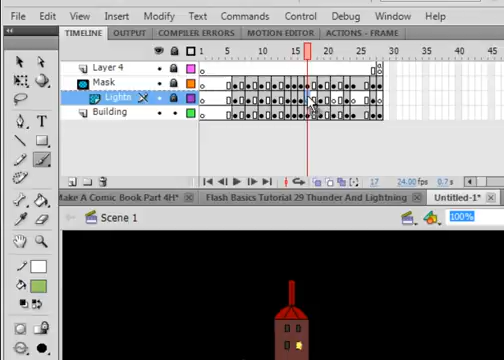 Edit View Insert Modify Text Commands Control Debug Window Help
TIMELINE OUTPUT COMPILER ERRORS MOTION EDITOR ACTIONS - FRAME
1 5 10 15 20 25 30 35 40 45
Layer 4
Mask
Lightn
Building
17 24.00 fps 0.7 s
Make A Comic Book Part 4H* Flash Basics Tutorial 29 Thunder And Lightning Untitled-1*
Scene 1 100%